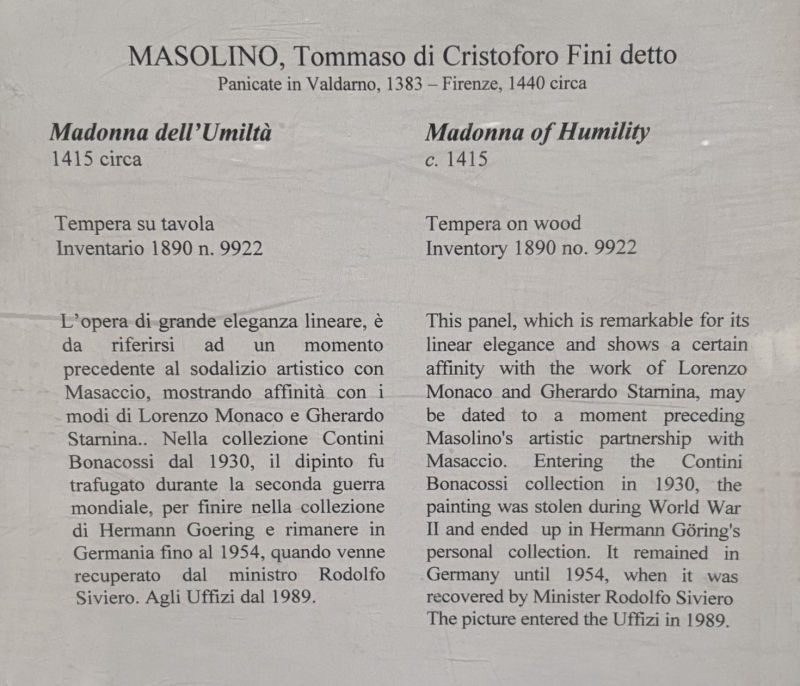 MASOLINO, Tommaso di Cristoforo Fini detto
Panicate in Valdarno, 1383 – Firenze, 1440 circa
Madonna dell'Umiltà
1415 circa
Tempera su tavola
Inventario 1890 n. 9922
L'opera di grande eleganza lineare, è
da riferirsi ad un momento
precedente al sodalizio artistico con
Masaccio, mostrando affinità con i
modi di Lorenzo Monaco e Gherardo
Starnina.. Nella collezione Contini
Bonacossi dal 1930, il dipinto fu
trafugato durante la seconda guerra
mondiale, per finire nella collezione
di Hermann Goering e rimanere in
Germania fino al 1954, quando venne
recuperato dal ministro Rodolfo
Siviero. Agli Uffizi dal 1989.
Madonna of Humility
c. 1415
Tempera on wood
Inventory 1890 no. 9922
This panel, which is remarkable for its
linear elegance and shows a certain
affinity with the work of Lorenzo
Monaco and Gherardo Starnina, may
be dated to a moment preceding
Masolino's artistic partnership with
Masaccio. Entering the Contini
Bonacossi collection in 1930, the
painting was stolen during World War
II and ended up in Hermann Göring's
personal collection. It remained in
Germany until 1954, when it was
recovered by Minister Rodolfo Siviero
The picture entered the Uffizi in 1989.